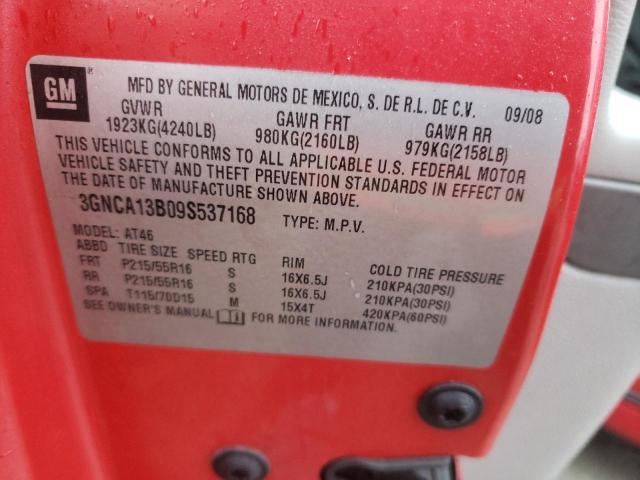 GM®
MFD BY GENERAL MOTORS DE MEXICO, S. DE R.L. DE C.V. 09/08
GVWR GAWR FRT GAWR RR
1923KG(4240LB) 980KG(2160LB) 979KG(2158LB)
THIS VEHICLE CONFORMS TO ALL APPLICABLE U.S. FEDERAL MOTOR
VEHICLE SAFETY AND THEFT PREVENTION STANDARDS IN EFFECT ON
THE DATE OF MANUFACTURE SHOWN ABOVE.
3GNCA13B09S537168 TYPE: M.P.V.
MODEL: AT46
ABBD TIRE SIZE SPEED RTG RIM COLD TIRE PRESSURE
FRT P215/55R16 S 16X6.5J 210KPA(30PSI)
RR P215/55R16 S 16X6.5J 210KPA(30PSI)
SPA T115/70D15 M 15X4T 420KPA(60PSI)
SEE OWNER'S MANUAL FOR MORE INFORMATION.